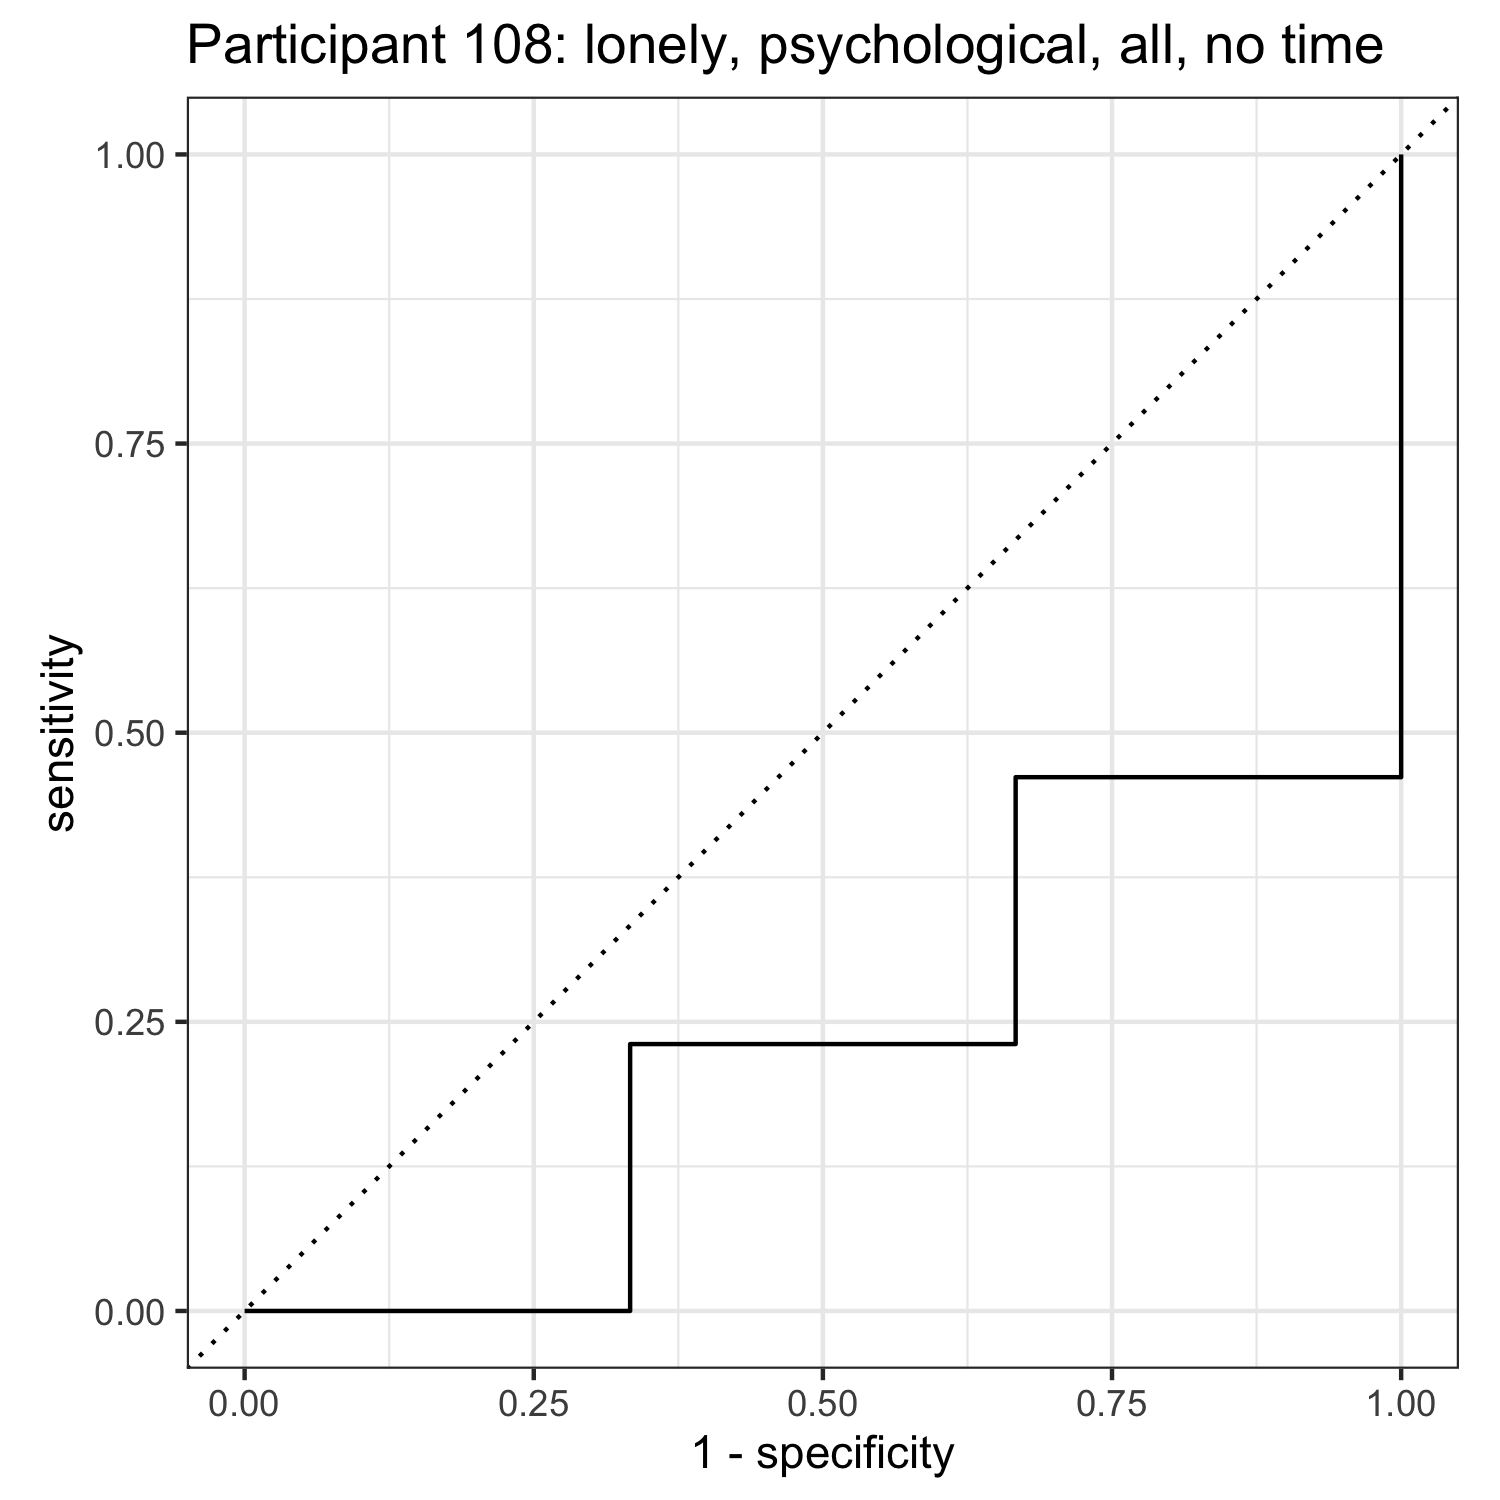 Participant 108: lonely, psychological, all, no time
1.00
0.75
0.50
0.25
0.00
sensitivity
0.00 0.25 0.50 0.75 1.00
1 - specificity